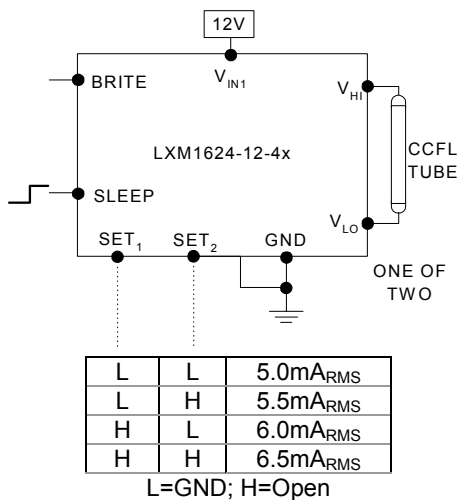 12V
V_IN1
BRITE
V_HI
LXM1624-12-4x
CCFL
TUBE
SLEEP
V_LO
SET_1 SET_2 GND
ONE OF
TWO
L L 5.0mA_RMS
L H 5.5mA_RMS
H L 6.0mA_RMS
H H 6.5mA_RMS
L=GND; H=Open